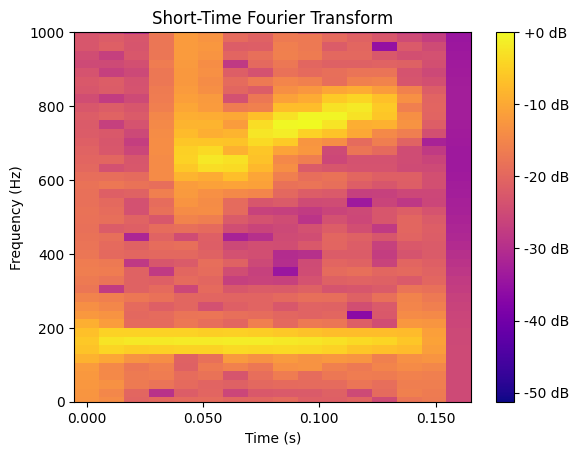 Short-Time Fourier Transform
1000
800
600
400
200
0
Frequency (Hz)
0.000
0.050
0.100
0.150
Time (s)
+0 dB
-10 dB
-20 dB
-30 dB
-40 dB
-50 dB